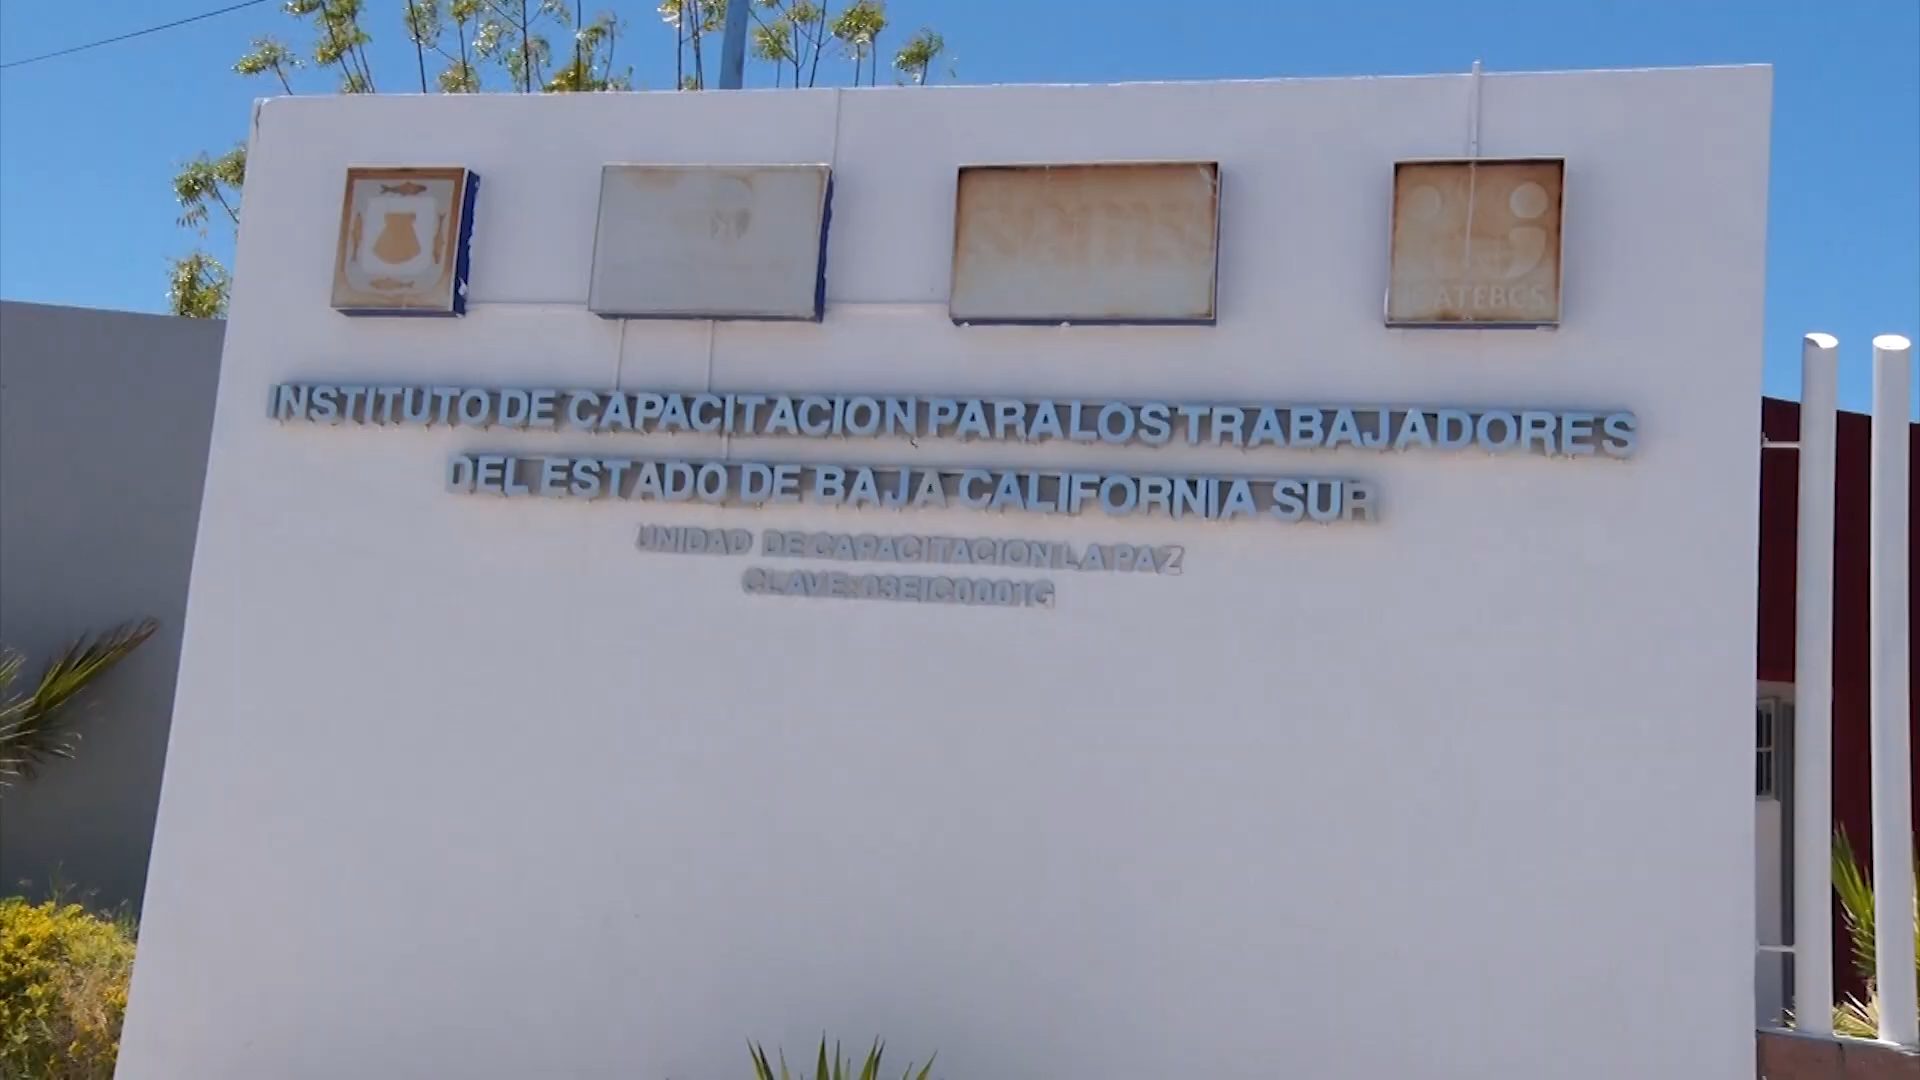 ICATEBCS
INSTITUTO DE CAPACITACION PARA LOS TRABAJADORES
DEL ESTADO DE BAJA CALIFORNIA SUR
UNIDAD DE CAPACITACION LA PAZ
CLAVE: 03EIC0001G